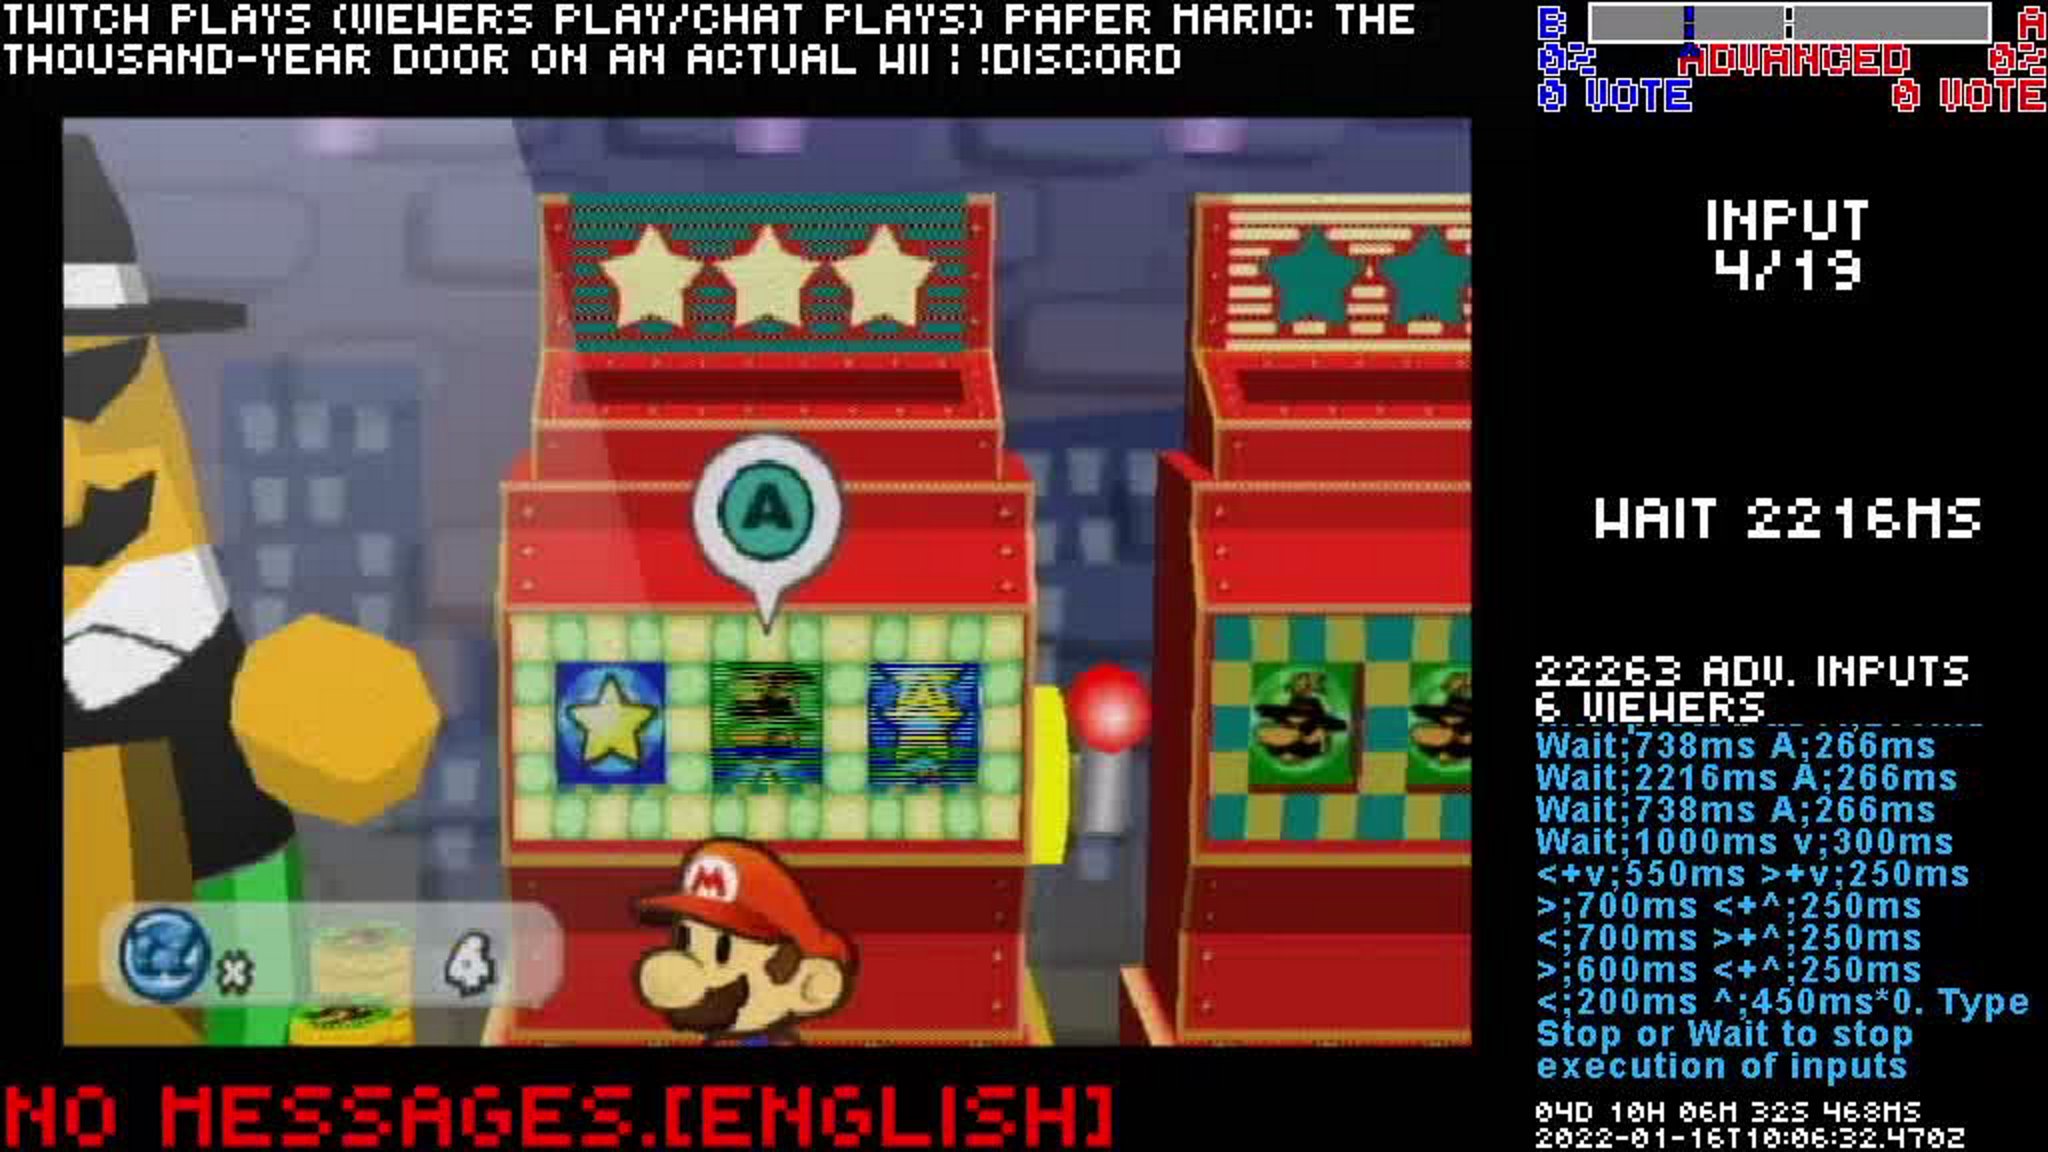 TWITCH PLAYS (VIEWERS PLAY/CHAT PLAYS) PAPER MARIO: THE
THOUSAND-YEAR DOOR ON AN ACTUAL WII ¦ !DISCORD
B A
0% ADVANCED 0%
0 VOTE 0 VOTE
INPUT
4/19
A
WAIT 2216MS
M
x 4
22263 ADV. INPUTS
6 VIEWERS
Wait;738ms A;266ms
Wait;2216ms A;266ms
Wait;738ms A;266ms
Wait;1000ms v;300ms
<+v;550ms >+v;250ms
>;700ms <+^;250ms
<;700ms >+^;250ms
>;600ms <+^;250ms
<;200ms ^;450ms*0. Type
Stop or Wait to stop
execution of inputs
NO MESSAGES.[ENGLISH]
04D 10H 06M 32S 468MS
2022-01-16T10:06:32.470Z